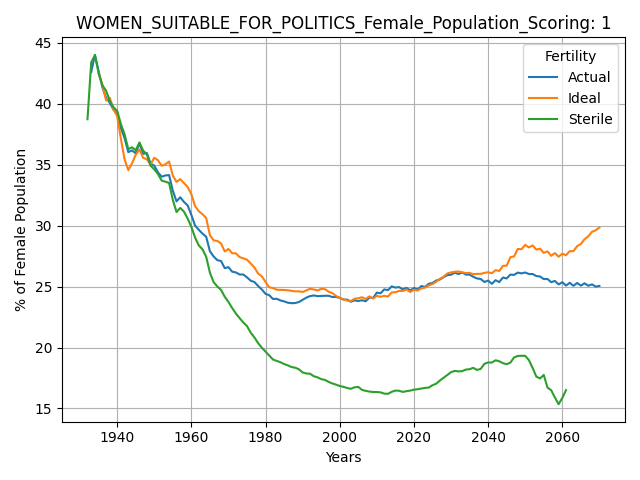 WOMEN_SUITABLE_FOR_POLITICS_Female_Population_Scoring: 1
Fertility
Actual
Ideal
Sterile
% of Female Population
45
40
35
30
25
20
15
1940 1960 1980 2000 2020 2040 2060
Years